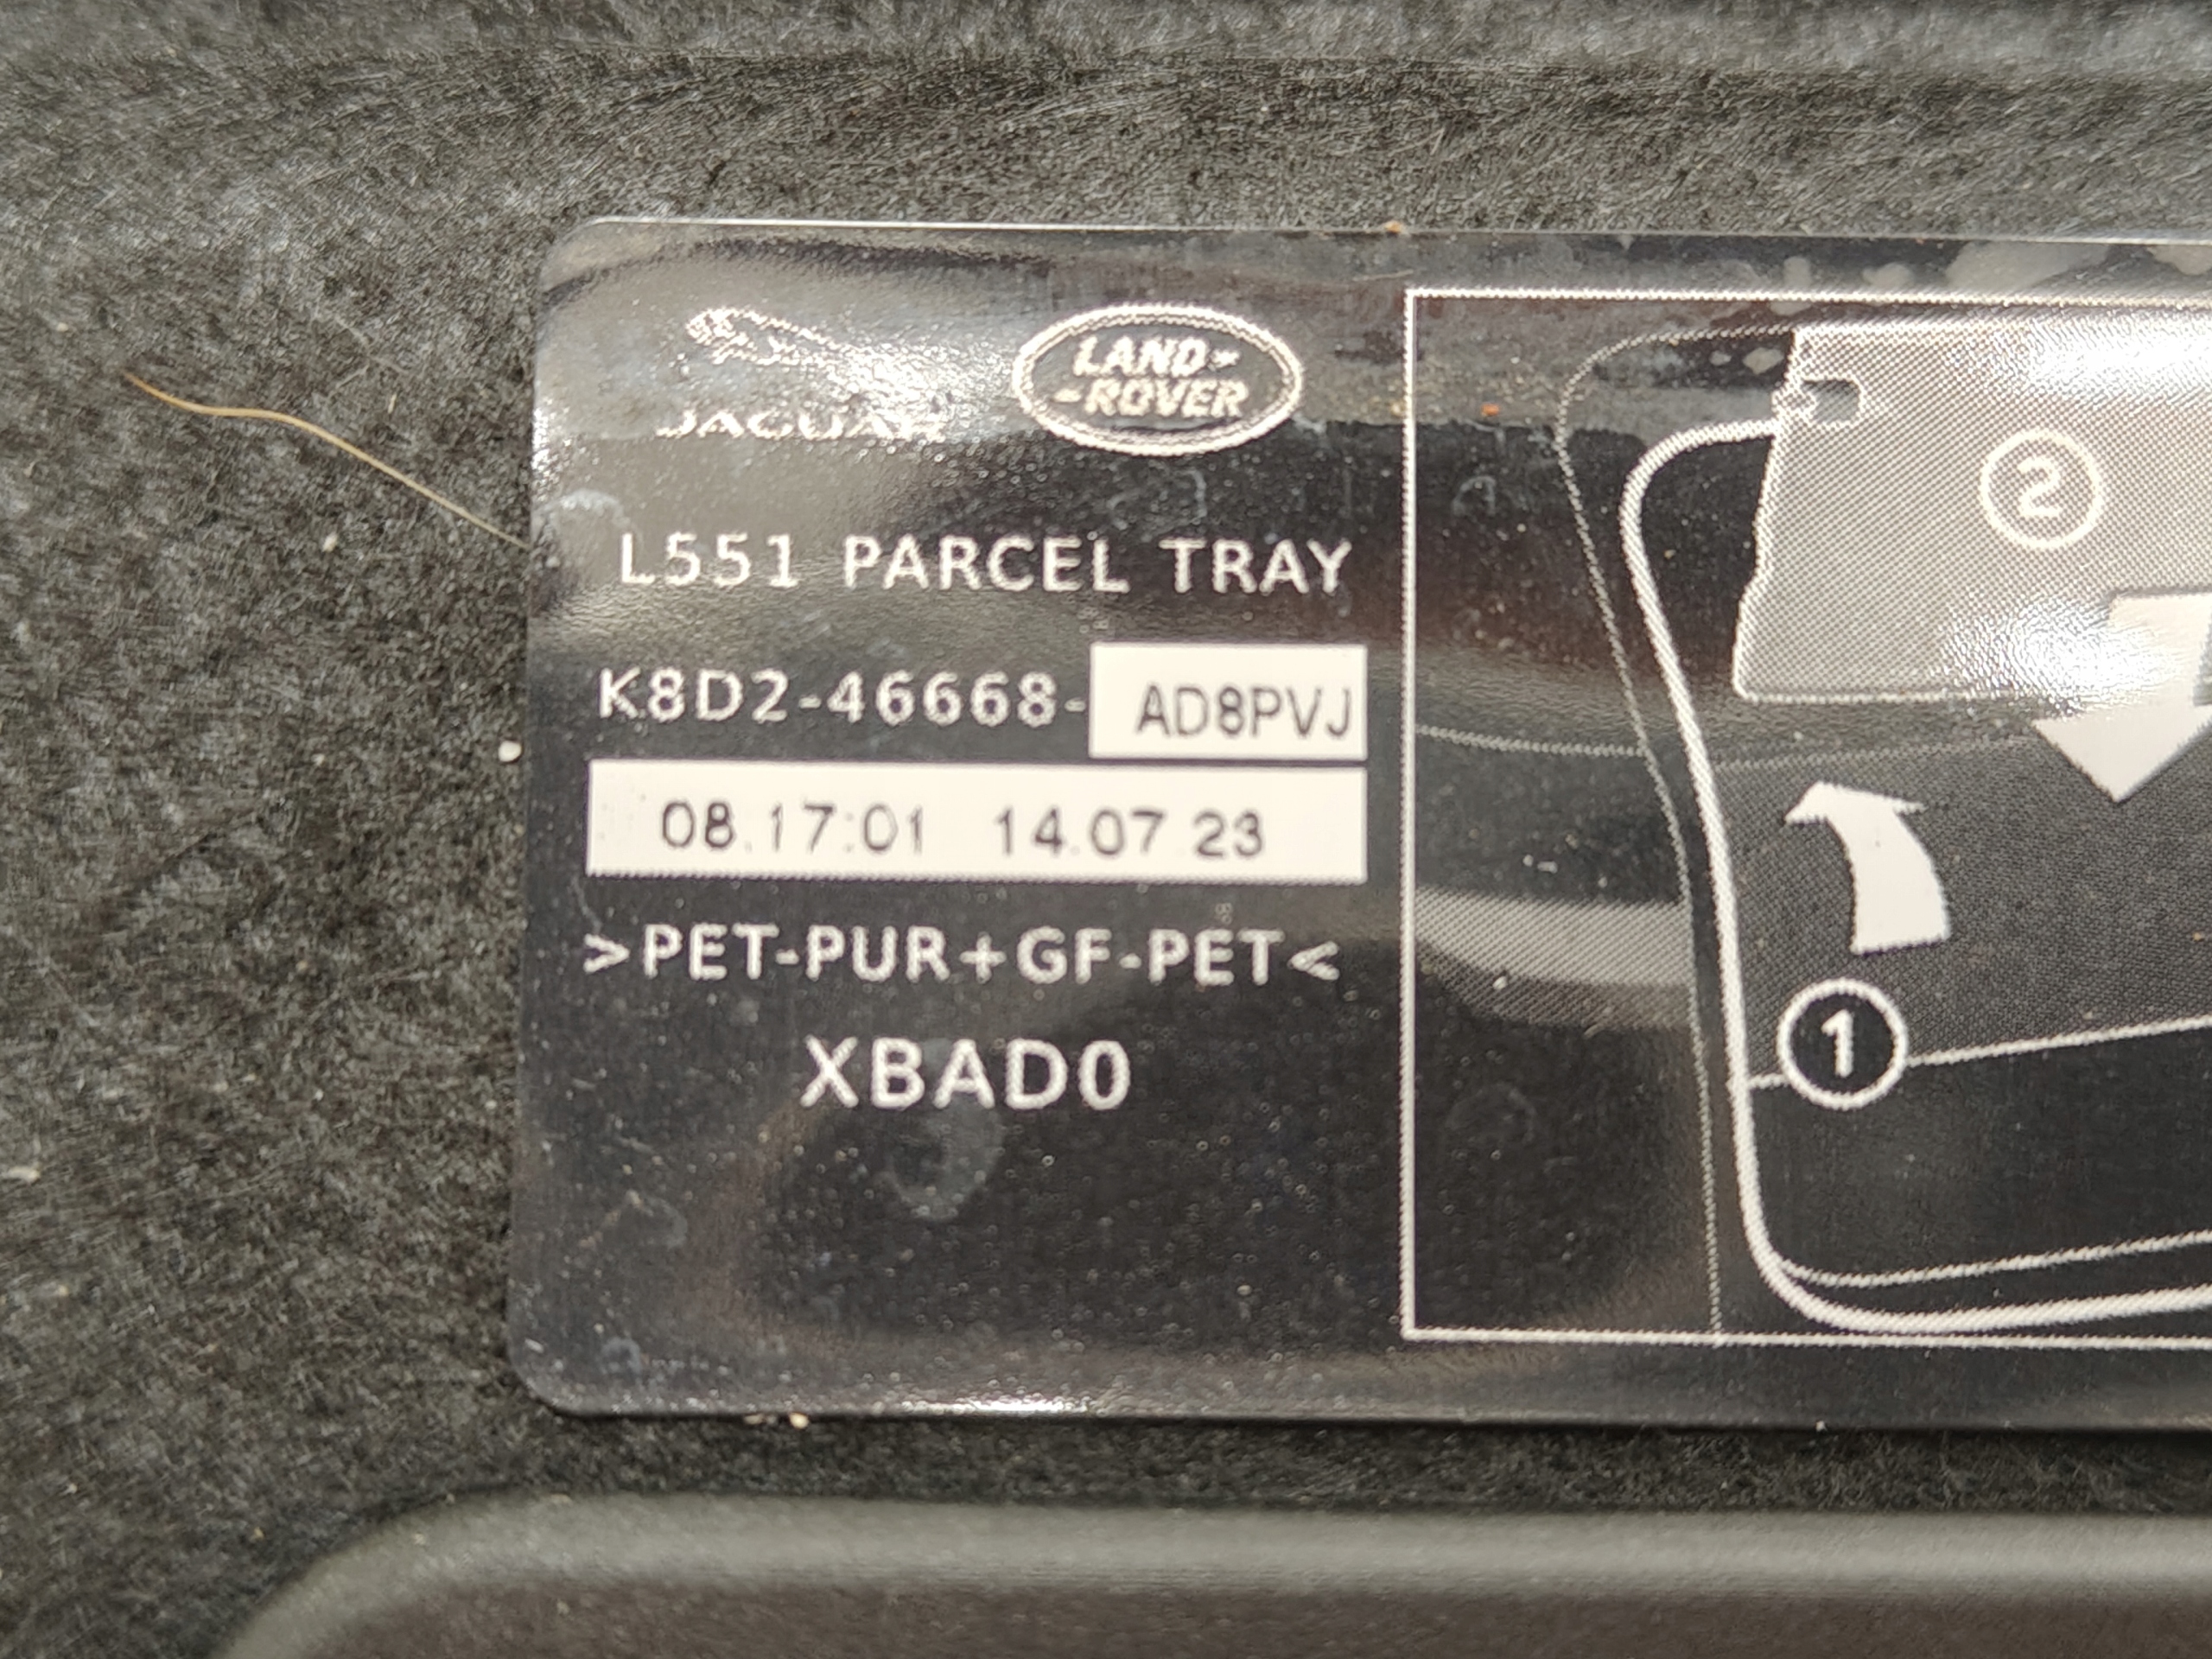 JAGUAR
LAND-
-ROVER
L551 PARCEL TRAY
K8D2-46668- AD8PVJ
08.17:01 14.07.23
>PET-PUR+GF-PET<
XBAD0
2
1